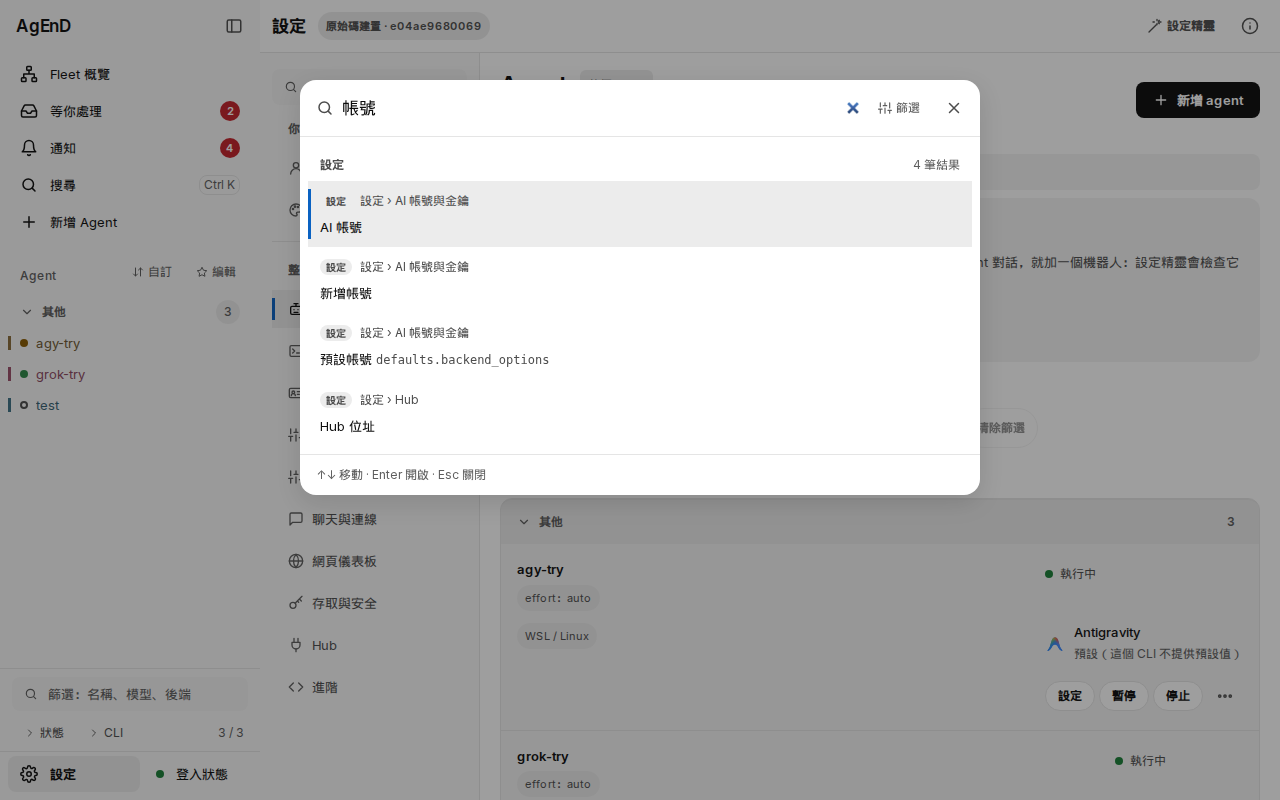 AgEnD
設定
原始碼建置 · e04ae9680069
設定精靈
Fleet 概覽
等你處理
2
通知
4
搜尋
Ctrl K
新增 Agent
Agent
自訂
編輯
其他
3
agy-try
grok-try
test
篩選：名稱、模型、後端
狀態
CLI
3 / 3
設定
登入狀態
新增 agent
帳號
篩選
設定
4 筆結果
設定
設定 › AI 帳號與金鑰
AI 帳號
設定
設定 › AI 帳號與金鑰
新增帳號
設定
設定 › AI 帳號與金鑰
預設帳號 defaults.backend_options
設定
設定 › Hub
Hub 位址
↑↓ 移動 · Enter 開啟 · Esc 關閉
對話，就加一個機器人：設定精靈會檢查它
清除篩選
聊天與連線
網頁儀表板
存取與安全
Hub
進階
其他
3
agy-try
effort: auto
WSL / Linux
執行中
Antigravity
預設（這個 CLI 不提供預設值）
設定
暫停
停止
grok-try
effort: auto
執行中